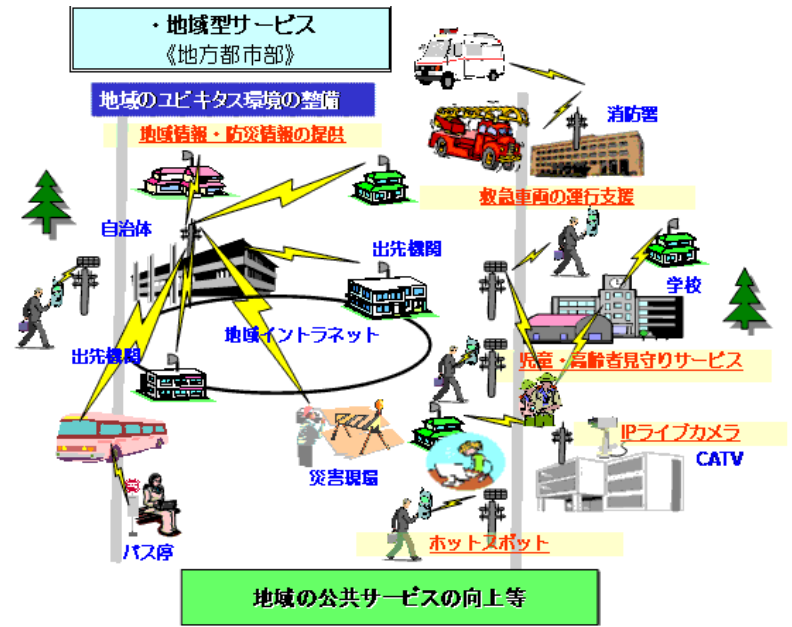 ・地域型サービス
《地方都市部》
地域のユビキタス環境の整備
地域情報・防災情報の提供
消防署
救急車両の運行支援
自治体
出先機関
学校
地域イントラネット
出先機関
児童・高齢者見守りサービス
IPライブカメラ
CATV
災害現場
バス停
ホットスポット
地域の公共サービスの向上等